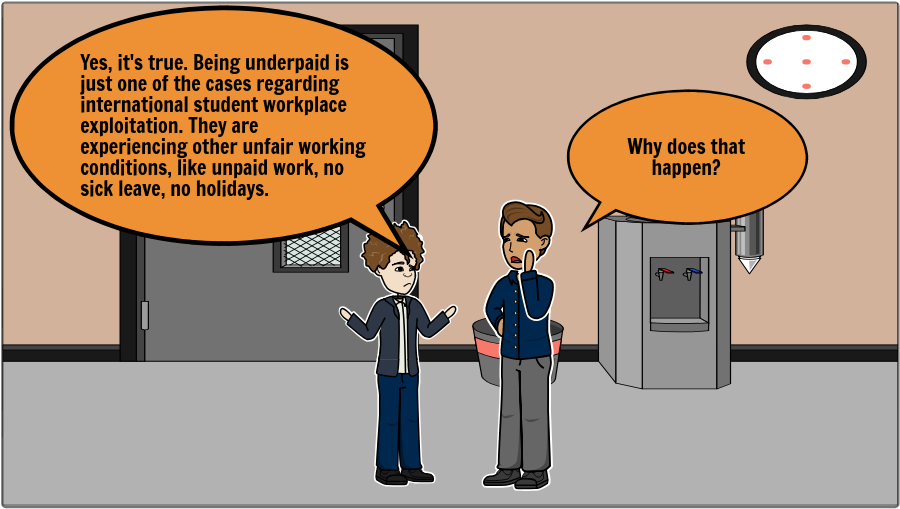 Yes, it's true. Being underpaid is
just one of the cases regarding
international student workplace
exploitation. They are
experiencing other unfair working
conditions, like unpaid work, no
sick leave, no holidays.
Why does that
happen?